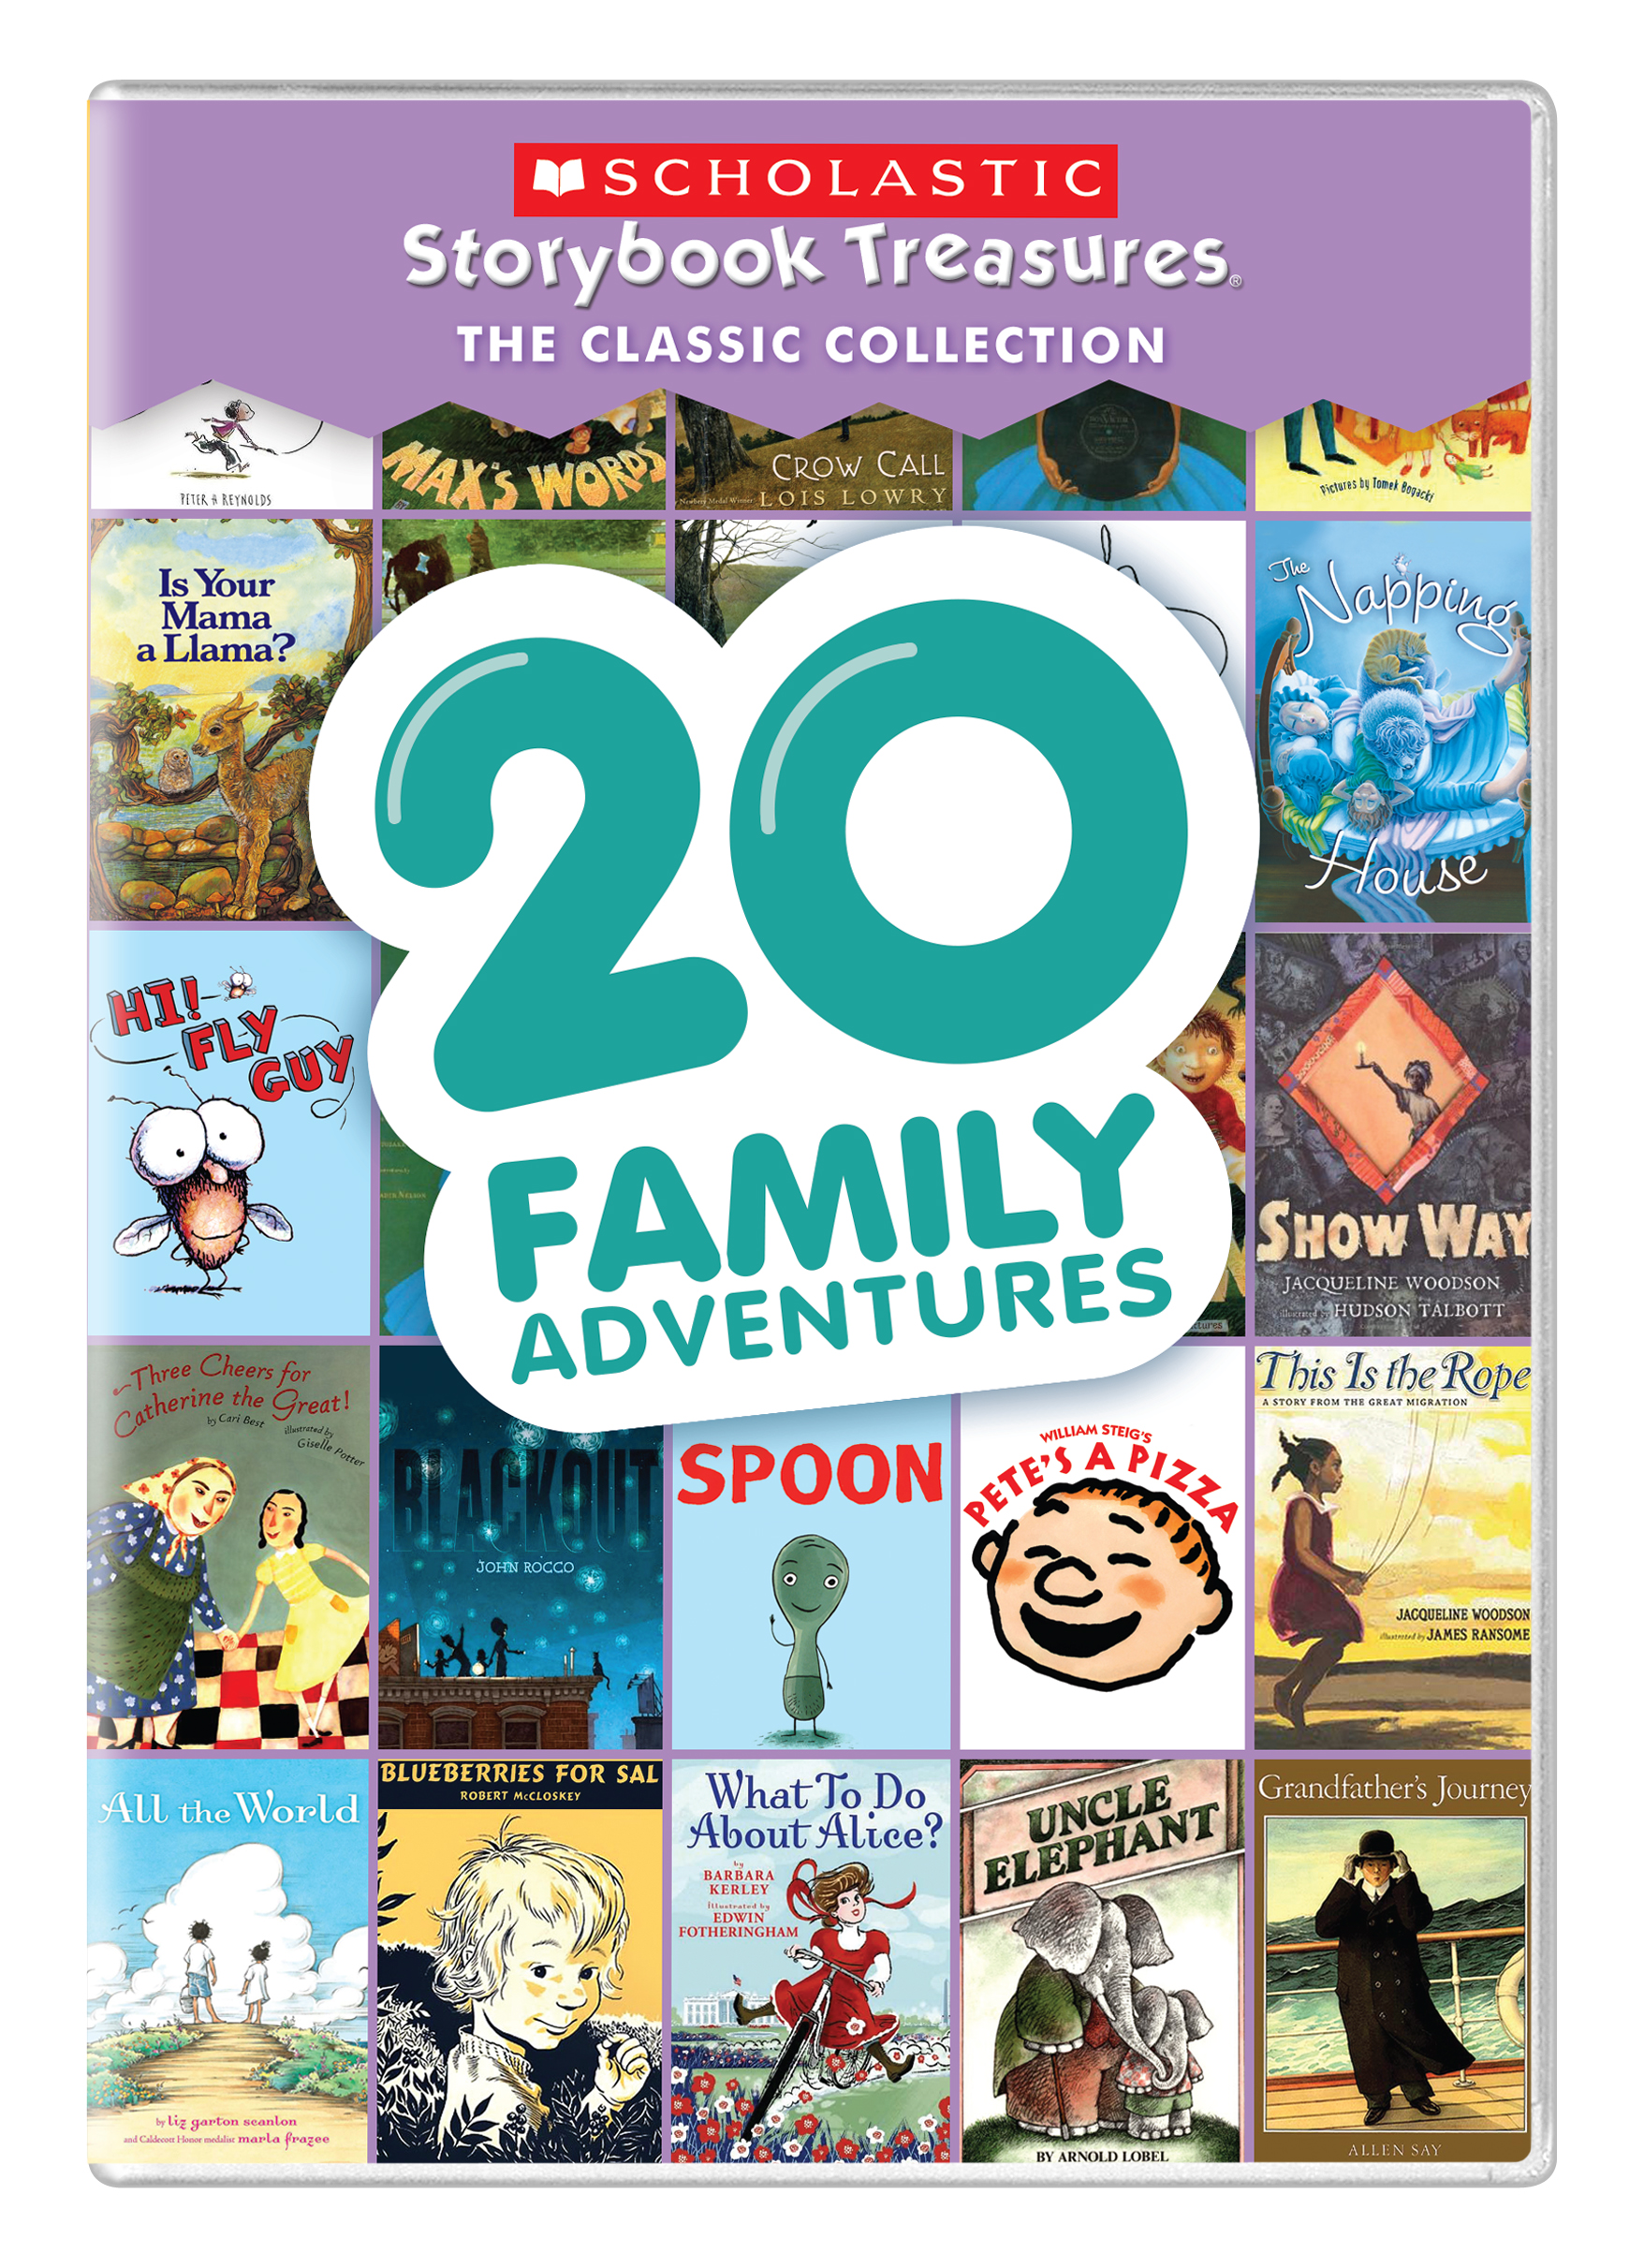 SCHOLASTIC
Storybook Treasures®
THE CLASSIC COLLECTION
PETER H REYNOLDS
MAX'S WORDS
CROW CALL
Newbery Medal Winner LOIS LOWRY
Pictures by Tomek Bogacki
Is Your
Mama
a Llama?
The
Napping
House
20
FAMILY
ADVENTURES
HI!
FLY
GUY
SHOW WAY
JACQUELINE WOODSON
illustrated by HUDSON TALBOTT
Three Cheers for
Catherine the Great!
by Cari Best
illustrated by
Giselle Potter
BLACKOUT
JOHN ROCCO
SPOON
WILLIAM STEIG'S
PETE'S A PIZZA
This Is the Rope
A STORY FROM THE GREAT MIGRATION
JACQUELINE WOODSON
illustrated by JAMES RANSOME
All the World
by liz garton scanlon
and Caldecott Honor medalist marla frazee
BLUEBERRIES FOR SAL
ROBERT McCLOSKEY
What To Do
About Alice?
by
BARBARA
KERLEY
illustrated by
EDWIN
FOTHERINGHAM
UNCLE
ELEPHANT
BY ARNOLD LOBEL
Grandfather's Journey
ALLEN SAY